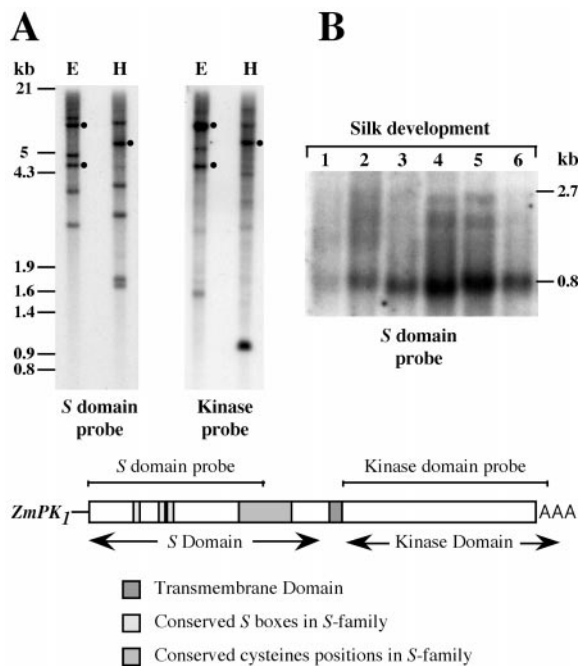 A
kb E H E H
21
5
4.3
1.9
1.6
1.4
0.9
0.8
S domain probe
Kinase probe
B
Silk development
1 2 3 4 5 6 kb
2.7
0.8
S domain probe
S domain probe Kinase domain probe
ZmPK1 AAA
S Domain Kinase Domain
Transmembrane Domain
Conserved S boxes in S-family
Conserved cysteines positions in S-family